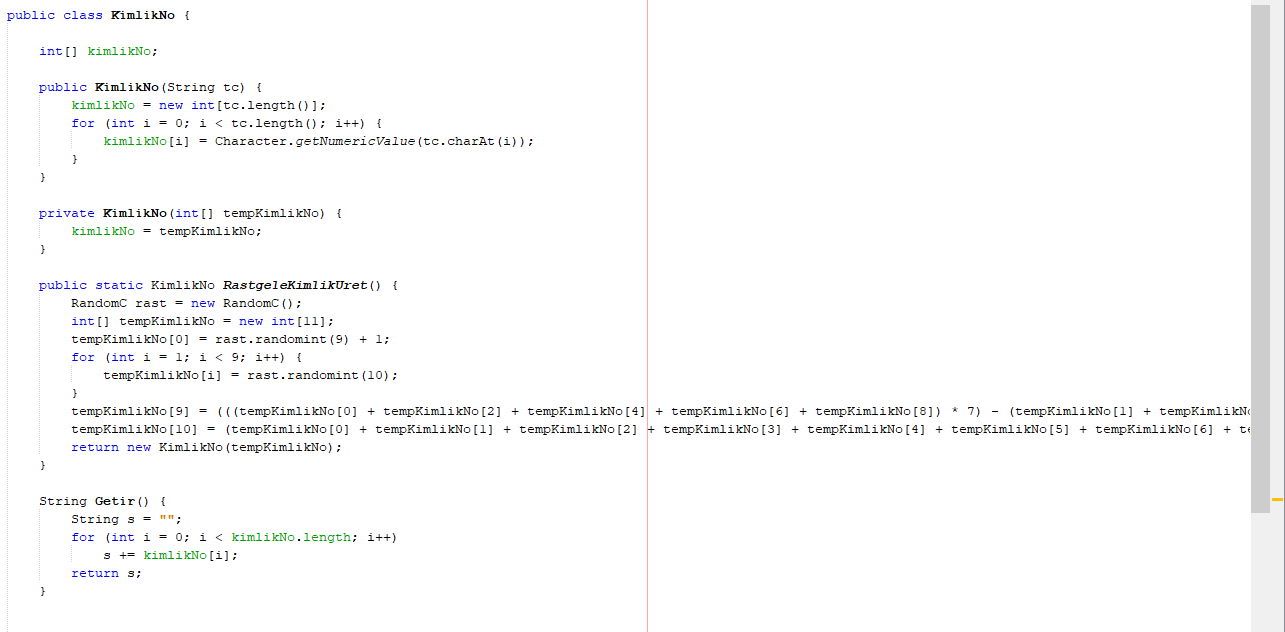 public class KimlikNo {
int[] kimlikNo;
public KimlikNo(String tc) {
kimlikNo = new int[tc.length()];
for (int i = 0; i < tc.length(); i++) {
kimlikNo[i] = Character.getNumericValue(tc.charAt(i));
}
}
private KimlikNo(int[] tempKimlikNo) {
kimlikNo = tempKimlikNo;
}
public static KimlikNo RastgeleKimlikUret() {
RandomC rast = new RandomC();
int[] tempKimlikNo = new int[11];
tempKimlikNo[0] = rast.randomint(9) + 1;
for (int i = 1; i < 9; i++) {
tempKimlikNo[i] = rast.randomint(10);
}
tempKimlikNo[9] = (((tempKimlikNo[0] + tempKimlikNo[2] + tempKimlikNo[4] + tempKimlikNo[6] + tempKimlikNo[8]) * 7) - (tempKimlikNo[1] + tempKimlikN
tempKimlikNo[10] = (tempKimlikNo[0] + tempKimlikNo[1] + tempKimlikNo[2] + tempKimlikNo[3] + tempKimlikNo[4] + tempKimlikNo[5] + tempKimlikNo[6] + t
return new KimlikNo(tempKimlikNo);
}
String Getir() {
String s = "";
for (int i = 0; i < kimlikNo.length; i++)
s += kimlikNo[i];
return s;
}